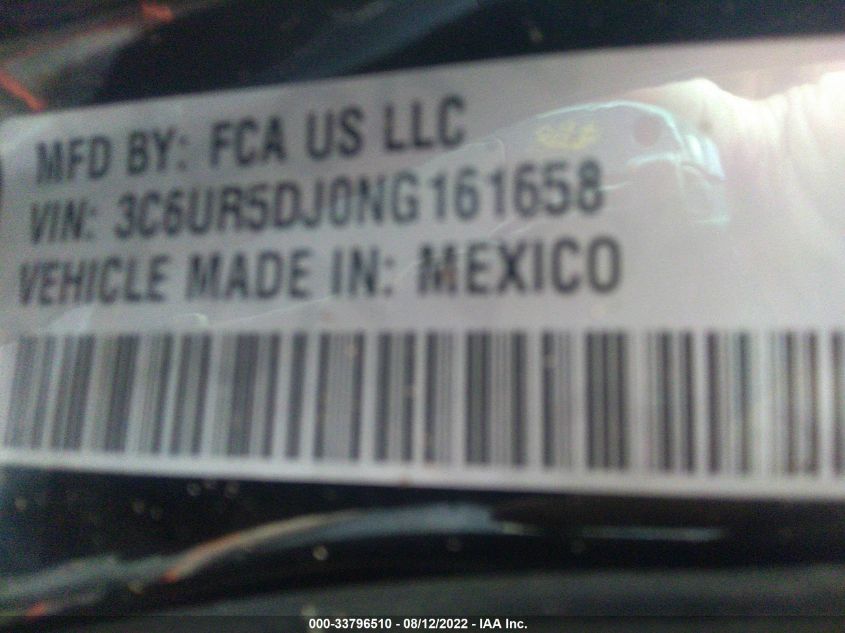 MFD BY: FCA US LLC
VIN: 3C6UR5DJ0NG161658
VEHICLE MADE IN: MEXICO
000-33796510 - 08/12/2022 - IAA Inc.